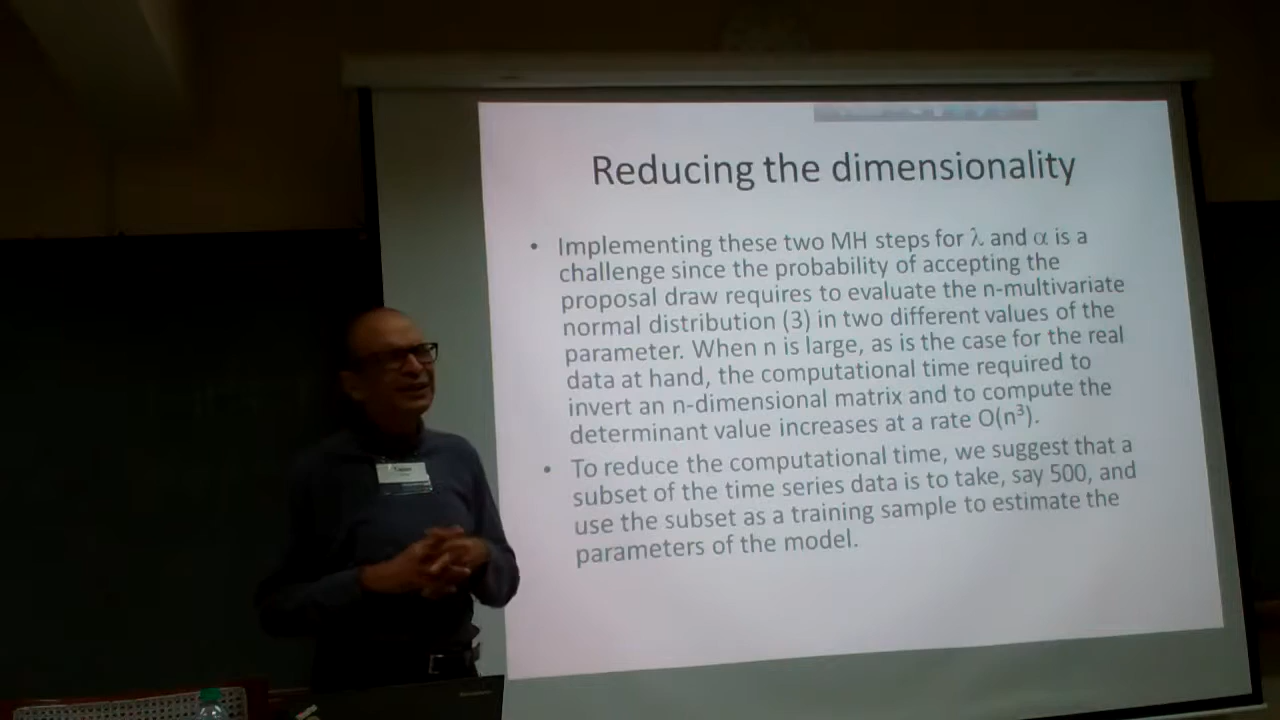 Reducing the dimensionality
• Implementing these two MH steps for λ and α is a
challenge since the probability of accepting the
proposal draw requires to evaluate the n-multivariate
normal distribution (3) in two different values of the
parameter. When n is large, as is the case for the real
data at hand, the computational time required to
invert an n-dimensional matrix and to compute the
determinant value increases at a rate O(n³).
• To reduce the computational time, we suggest that a
subset of the time series data is to take, say 500, and
use the subset as a training sample to estimate the
parameters of the model.